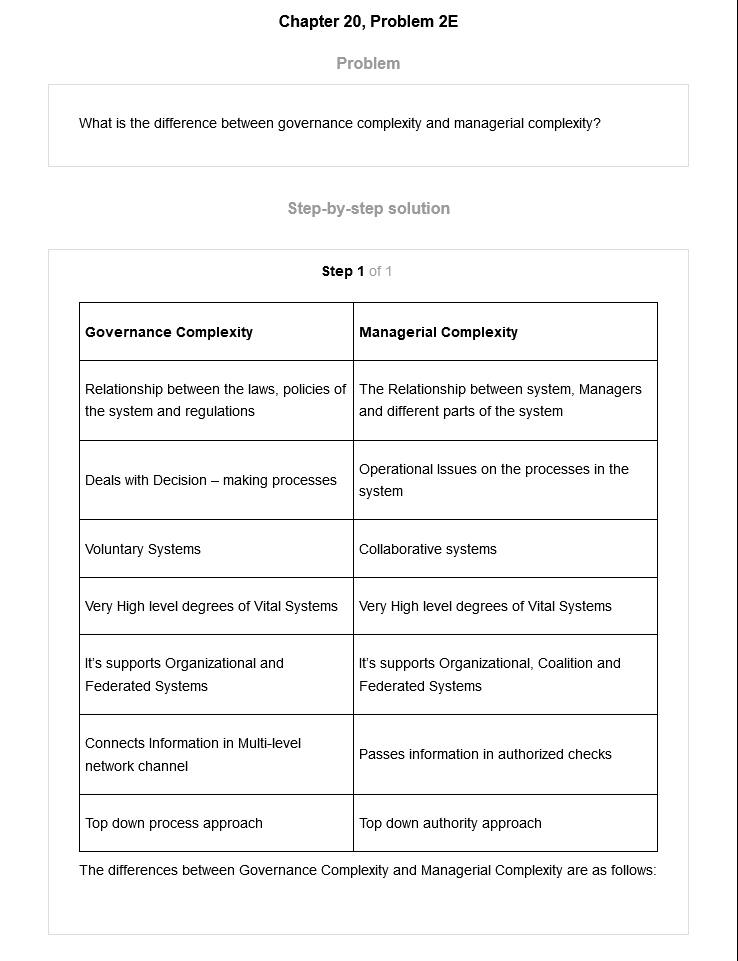 Chapter 20, Problem 2E
Problem
What is the difference between governance complexity and managerial complexity?
Step-by-step solution
Step 1 of 1
Governance Complexity
Managerial Complexity
Relationship between the laws, policies of
the system and regulations
The Relationship between system, Managers
and different parts of the system
Deals with Decision – making processes
Operational Issues on the processes in the
system
Voluntary Systems
Collaborative systems
Very High level degrees of Vital Systems
Very High level degrees of Vital Systems
It’s supports Organizational and
Federated Systems
It’s supports Organizational, Coalition and
Federated Systems
Connects Information in Multi-level
network channel
Passes information in authorized checks
Top down process approach
Top down authority approach
The differences between Governance Complexity and Managerial Complexity are as follows: